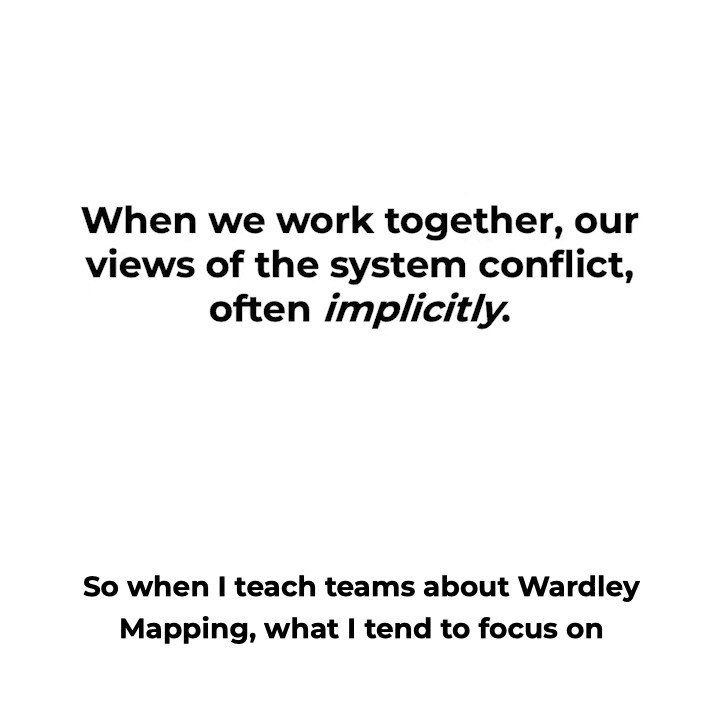 When we work together, our
views of the system conflict,
often implicitly.
So when I teach teams about Wardley
Mapping, what I tend to focus on